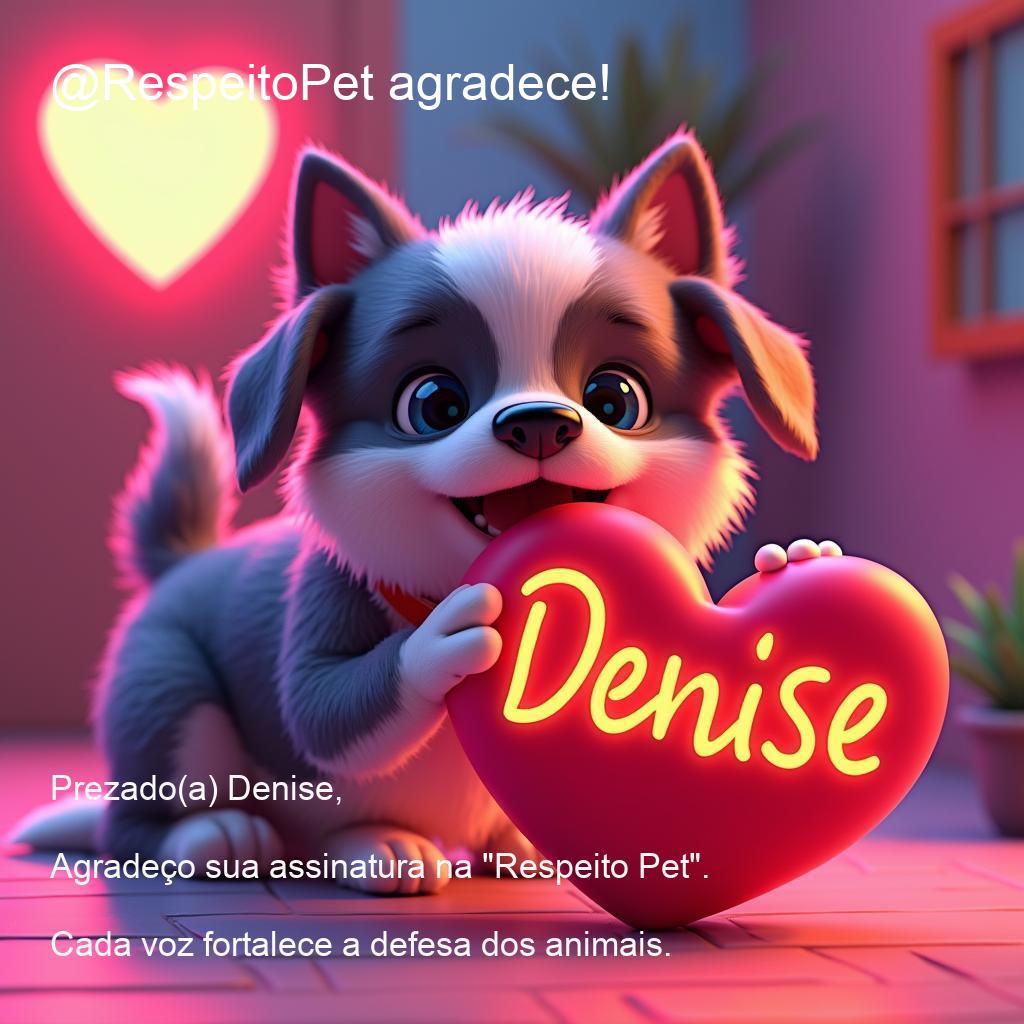 @RespeitoPet agradece!
Denise
Prezado(a) Denise,
Agradeço sua assinatura na "Respeito Pet".
Cada voz fortalece a defesa dos animais.